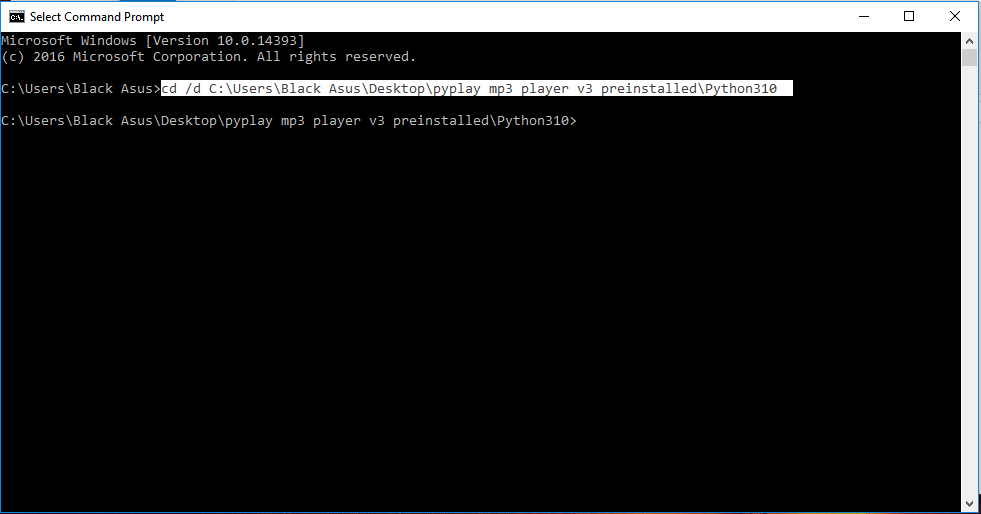 Select Command Prompt
Microsoft Windows [Version 10.0.14393]
(c) 2016 Microsoft Corporation. All rights reserved.
C:\Users\Black Asus>cd /d C:\Users\Black Asus\Desktop\pyplay mp3 player v3 preinstalled\Python310
C:\Users\Black Asus\Desktop\pyplay mp3 player v3 preinstalled\Python310>